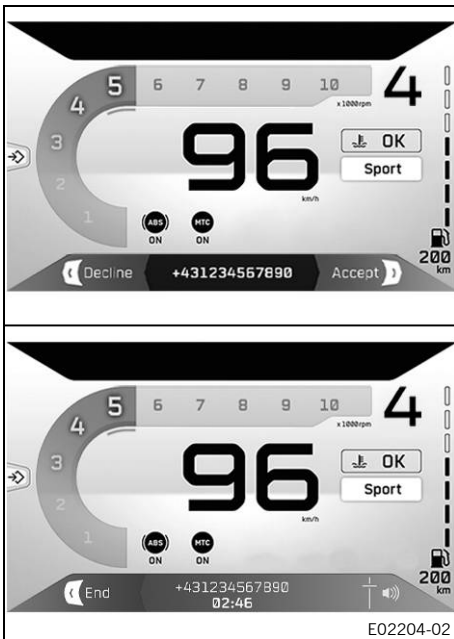 5 6 7 8 9 10 4
4 x1000rpm
3 96 OK
2 Sport
km/h
1 ABS MTC
ON ON
200
Decline +431234567890 Accept km
5 6 7 8 9 10 4
4 x1000rpm
3 96 OK
2 Sport
km/h
1 ABS MTC
ON ON
200
End +431234567890 km
02:46
E02204-02